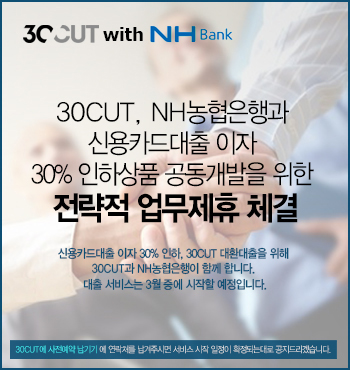 30CUT with NH Bank
30CUT, NH농협은행과
신용카드대출 이자
30% 인하상품 공동개발을 위한
전략적 업무제휴 체결
신용카드대출 이자 30% 인하, 30CUT 대환대출을 위해
30CUT과 NH농협은행이 함께 합니다.
대출 서비스는 3월 중에 시작할 예정입니다.
30CUT에 사전예약 남기기 에 연락처를 남겨주시면 서비스 시작 일정이 확정되는대로 공지드리겠습니다.